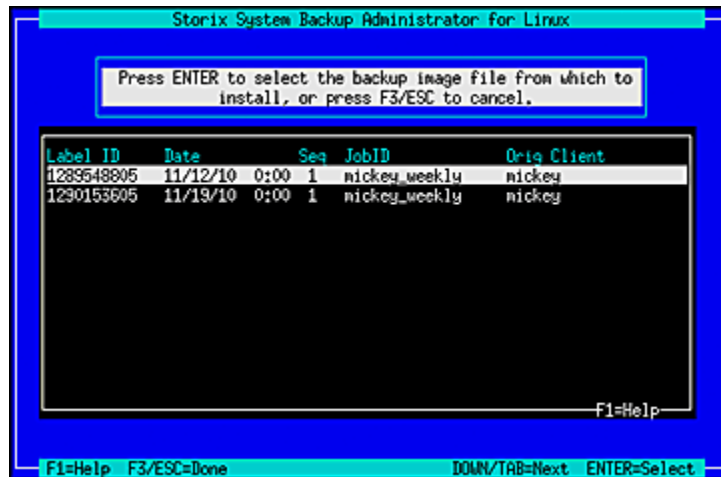 Storix System Backup Administrator for Linux
Press ENTER to select the backup image file from which to
install, or press F3/ESC to cancel.
Label ID Date Seq JobID Orig Client
1289548805 11/12/10 0:00 1 mickey_weekly mickey
1290153605 11/19/10 0:00 1 mickey_weekly mickey
F1=Help
F1=Help F3/ESC=Done DOWN/TAB=Next ENTER=Select